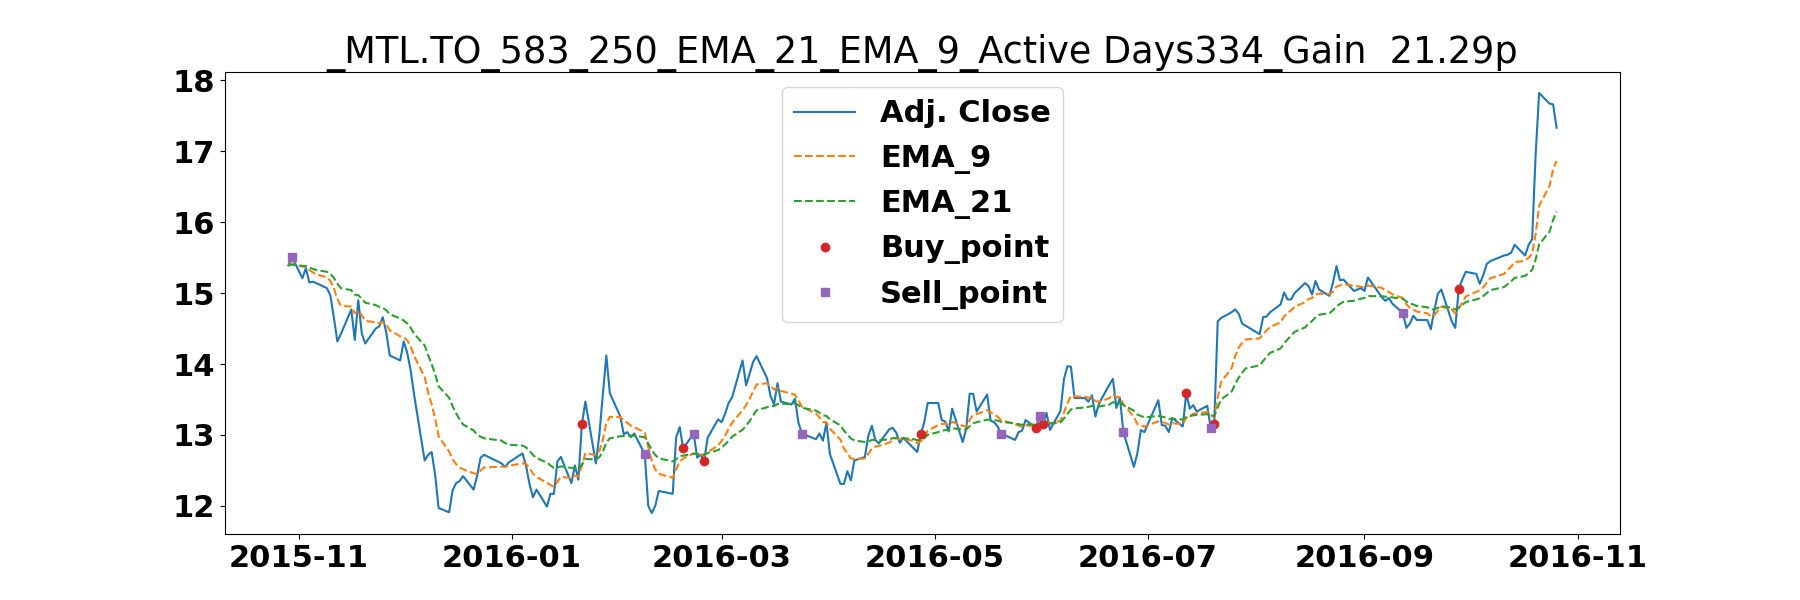 _MTL.TO_583_250_EMA_21_EMA_9_Active Days334_Gain  21.29p
18
17
16
15
14
13
12
Adj. Close
EMA_9
EMA_21
Buy_point
Sell_point
2015-11 2016-01 2016-03 2016-05 2016-07 2016-09 2016-11